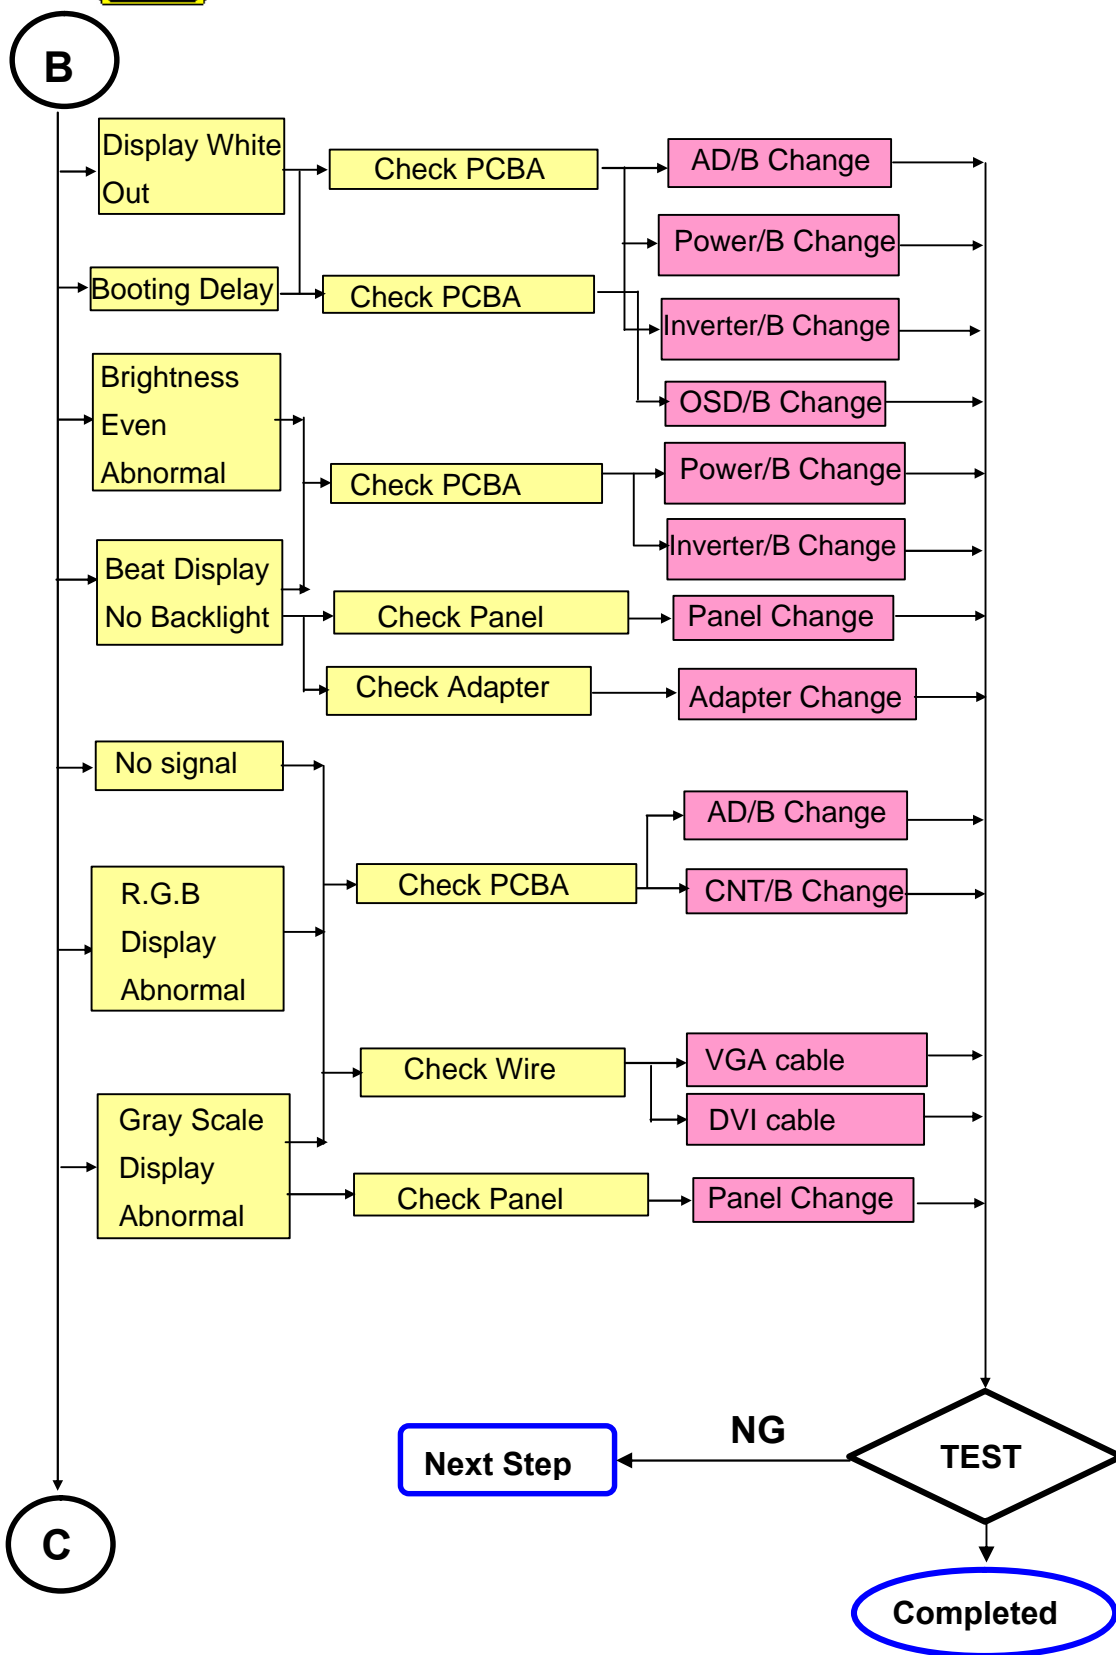 B
Display White
Out
Check PCBA
AD/B Change
Power/B Change
Booting Delay
Check PCBA
Inverter/B Change
Brightness
Even
Abnormal
OSD/B Change
Check PCBA
Power/B Change
Inverter/B Change
Beat Display
No Backlight
Check Panel
Panel Change
Check Adapter
Adapter Change
No signal
AD/B Change
R.G.B
Display
Abnormal
Check PCBA
CNT/B Change
Check Wire
VGA cable
DVI cable
Gray Scale
Display
Abnormal
Check Panel
Panel Change
NG
Next Step
TEST
C
Completed